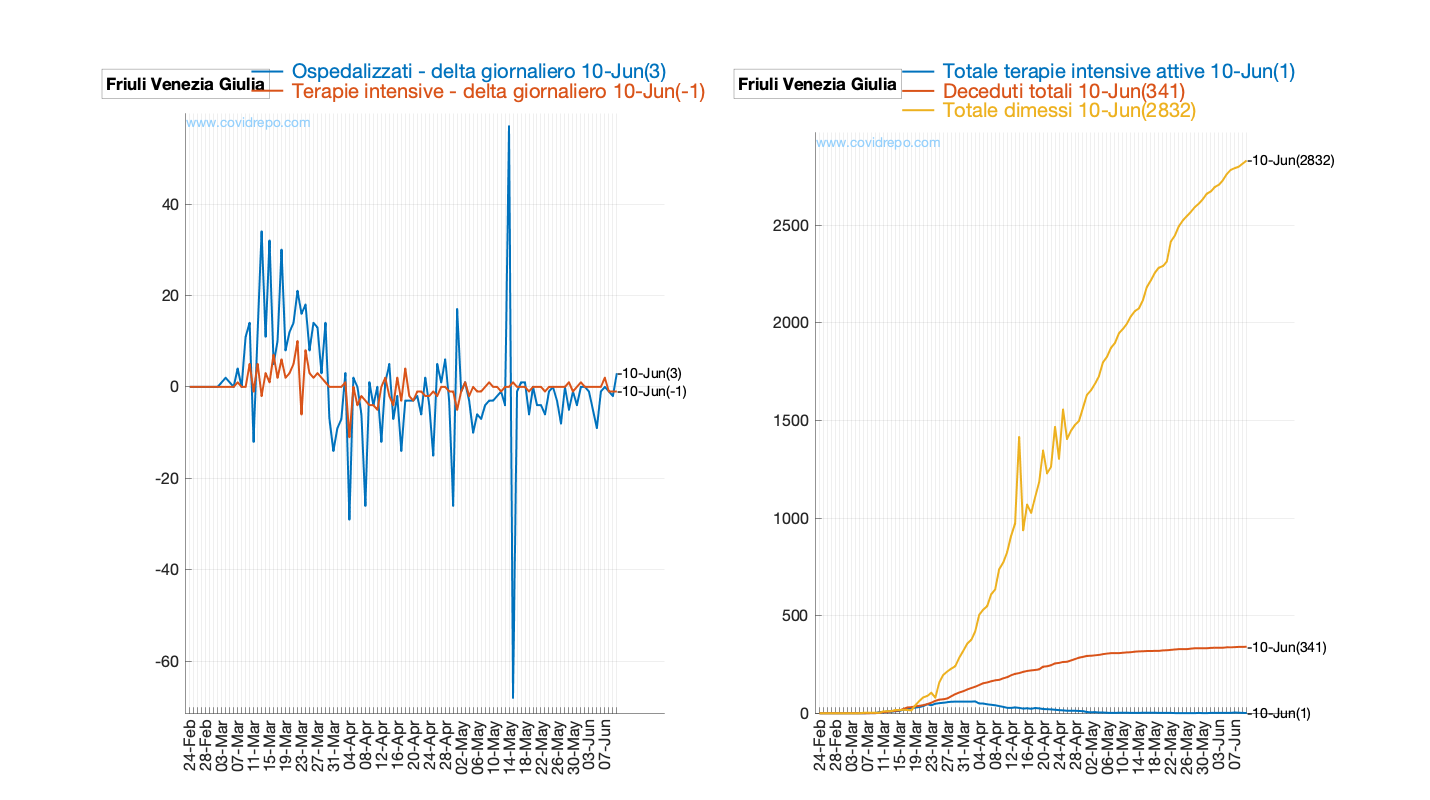 Friuli Venezia Giulia
Ospedalizzati - delta giornaliero 10-Jun(3)
Terapie intensive - delta giornaliero 10-Jun(-1)
www.covidrepo.com
40
20
0
-20
-40
-60
10-Jun(3)
10-Jun(-1)
24-Feb
28-Feb
03-Mar
07-Mar
11-Mar
15-Mar
19-Mar
23-Mar
27-Mar
31-Mar
04-Apr
08-Apr
12-Apr
16-Apr
20-Apr
24-Apr
28-Apr
02-May
06-May
10-May
14-May
18-May
22-May
26-May
30-May
03-Jun
07-Jun
Friuli Venezia Giulia
Totale terapie intensive attive 10-Jun(1)
Deceduti totali 10-Jun(341)
Totale dimessi 10-Jun(2832)
www.covidrepo.com
2500
2000
1500
1000
500
0
10-Jun(2832)
10-Jun(341)
10-Jun(1)
24-Feb
28-Feb
03-Mar
07-Mar
11-Mar
15-Mar
19-Mar
23-Mar
27-Mar
31-Mar
04-Apr
08-Apr
12-Apr
16-Apr
20-Apr
24-Apr
28-Apr
02-May
06-May
10-May
14-May
18-May
22-May
26-May
30-May
03-Jun
07-Jun